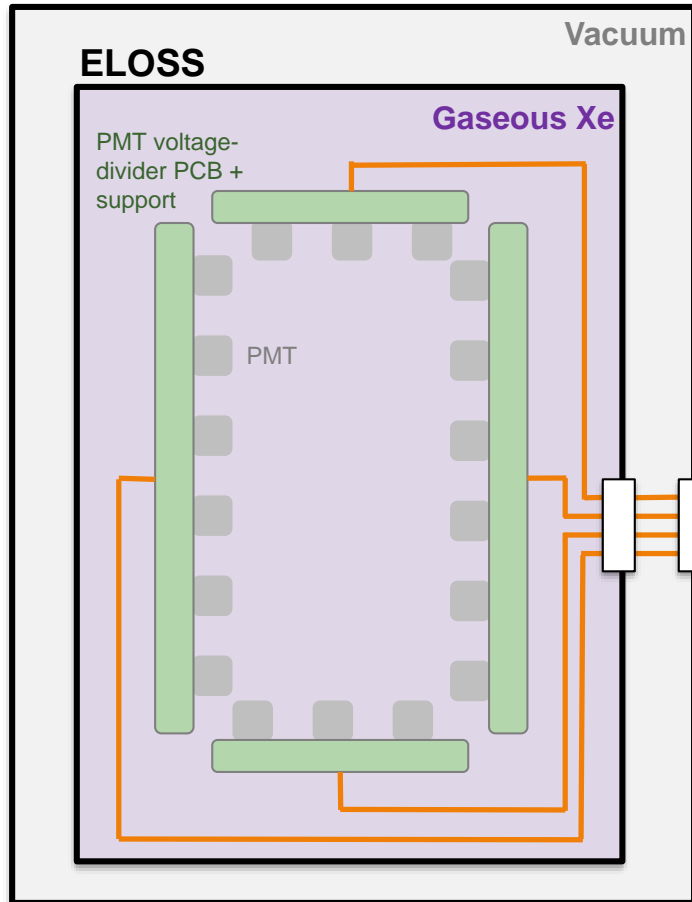 Vacuum
ELOSS
Gaseous Xe
PMT voltage-
divider PCB +
support
PMT